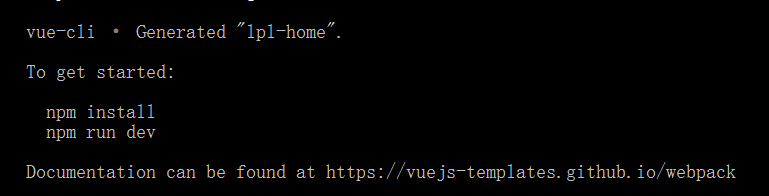 vue-cli · Generated "lpl-home".
To get started:
npm install
npm run dev
Documentation can be found at https://vuejs-templates.github.io/webpack